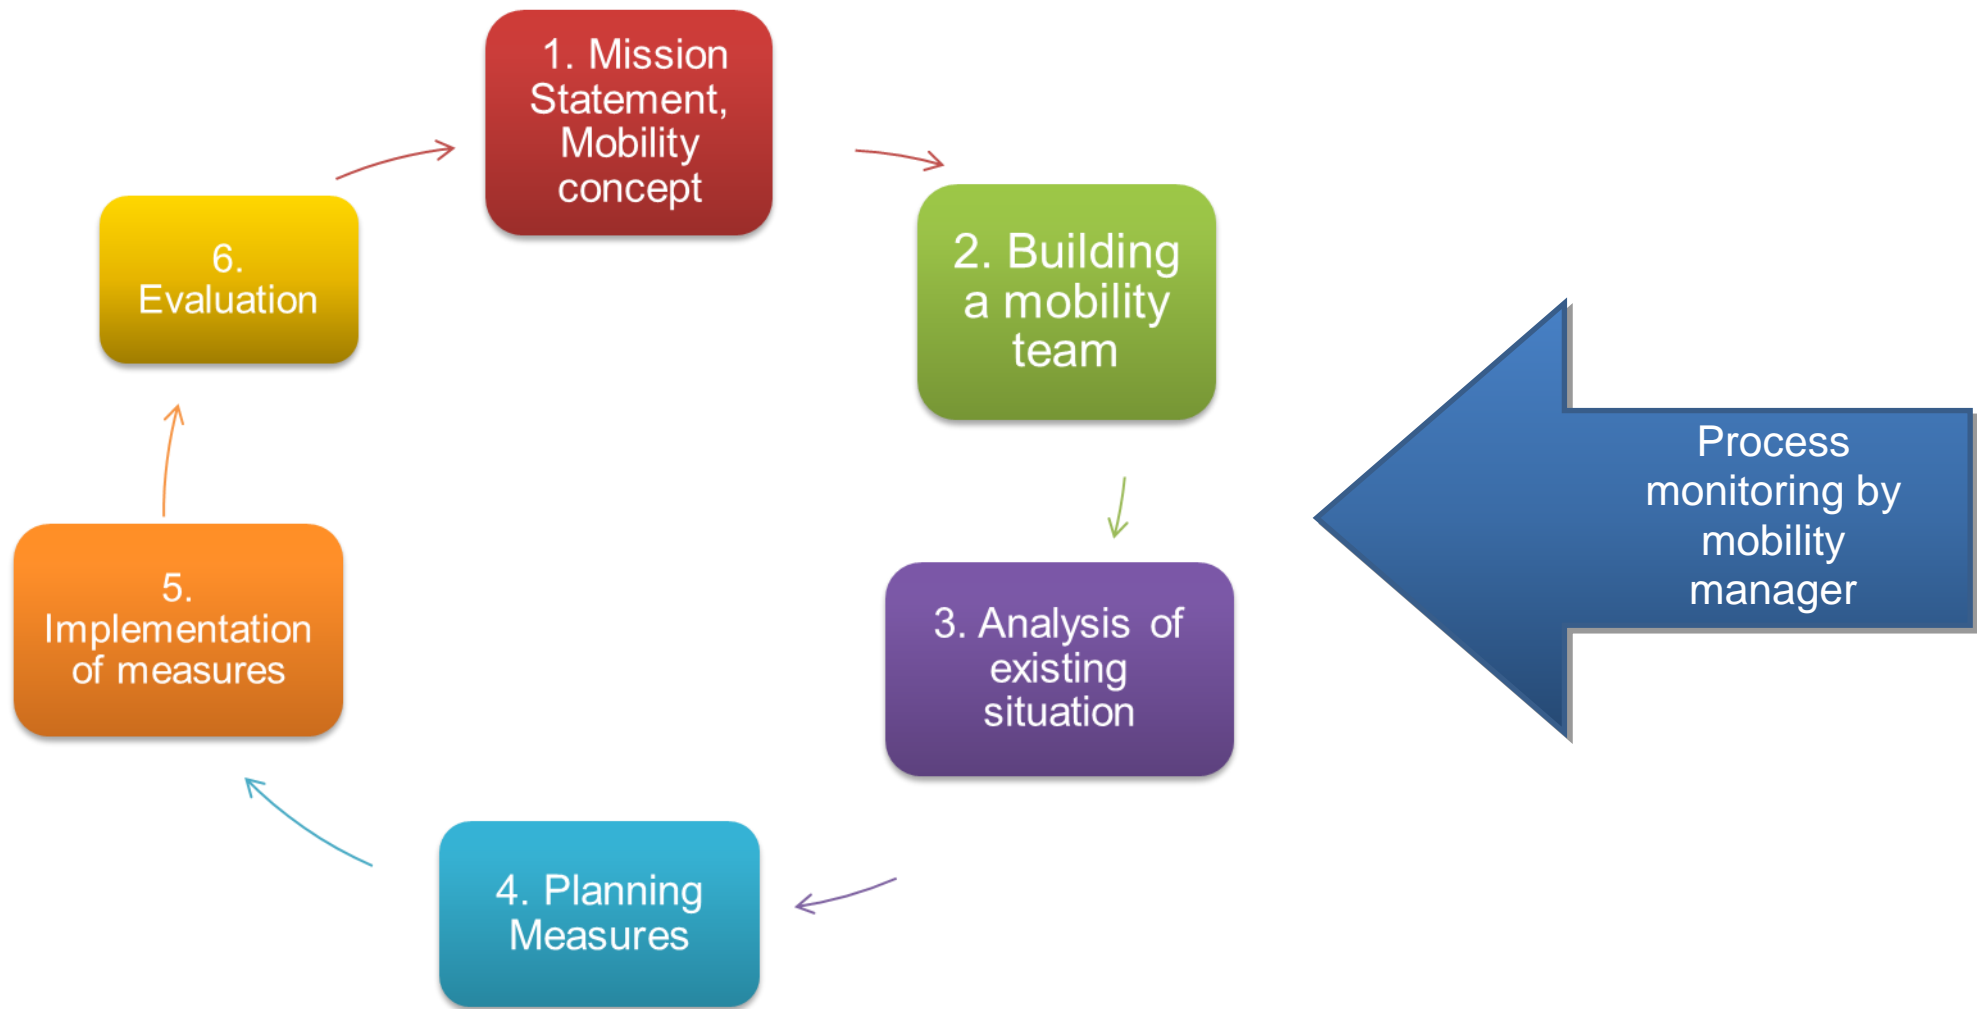 1. Mission
Statement,
Mobility
concept
2. Building
a mobility
team
3. Analysis of
existing
situation
4. Planning
Measures
5.
Implementation
of measures
6.
Evaluation
Process
monitoring by
mobility
manager